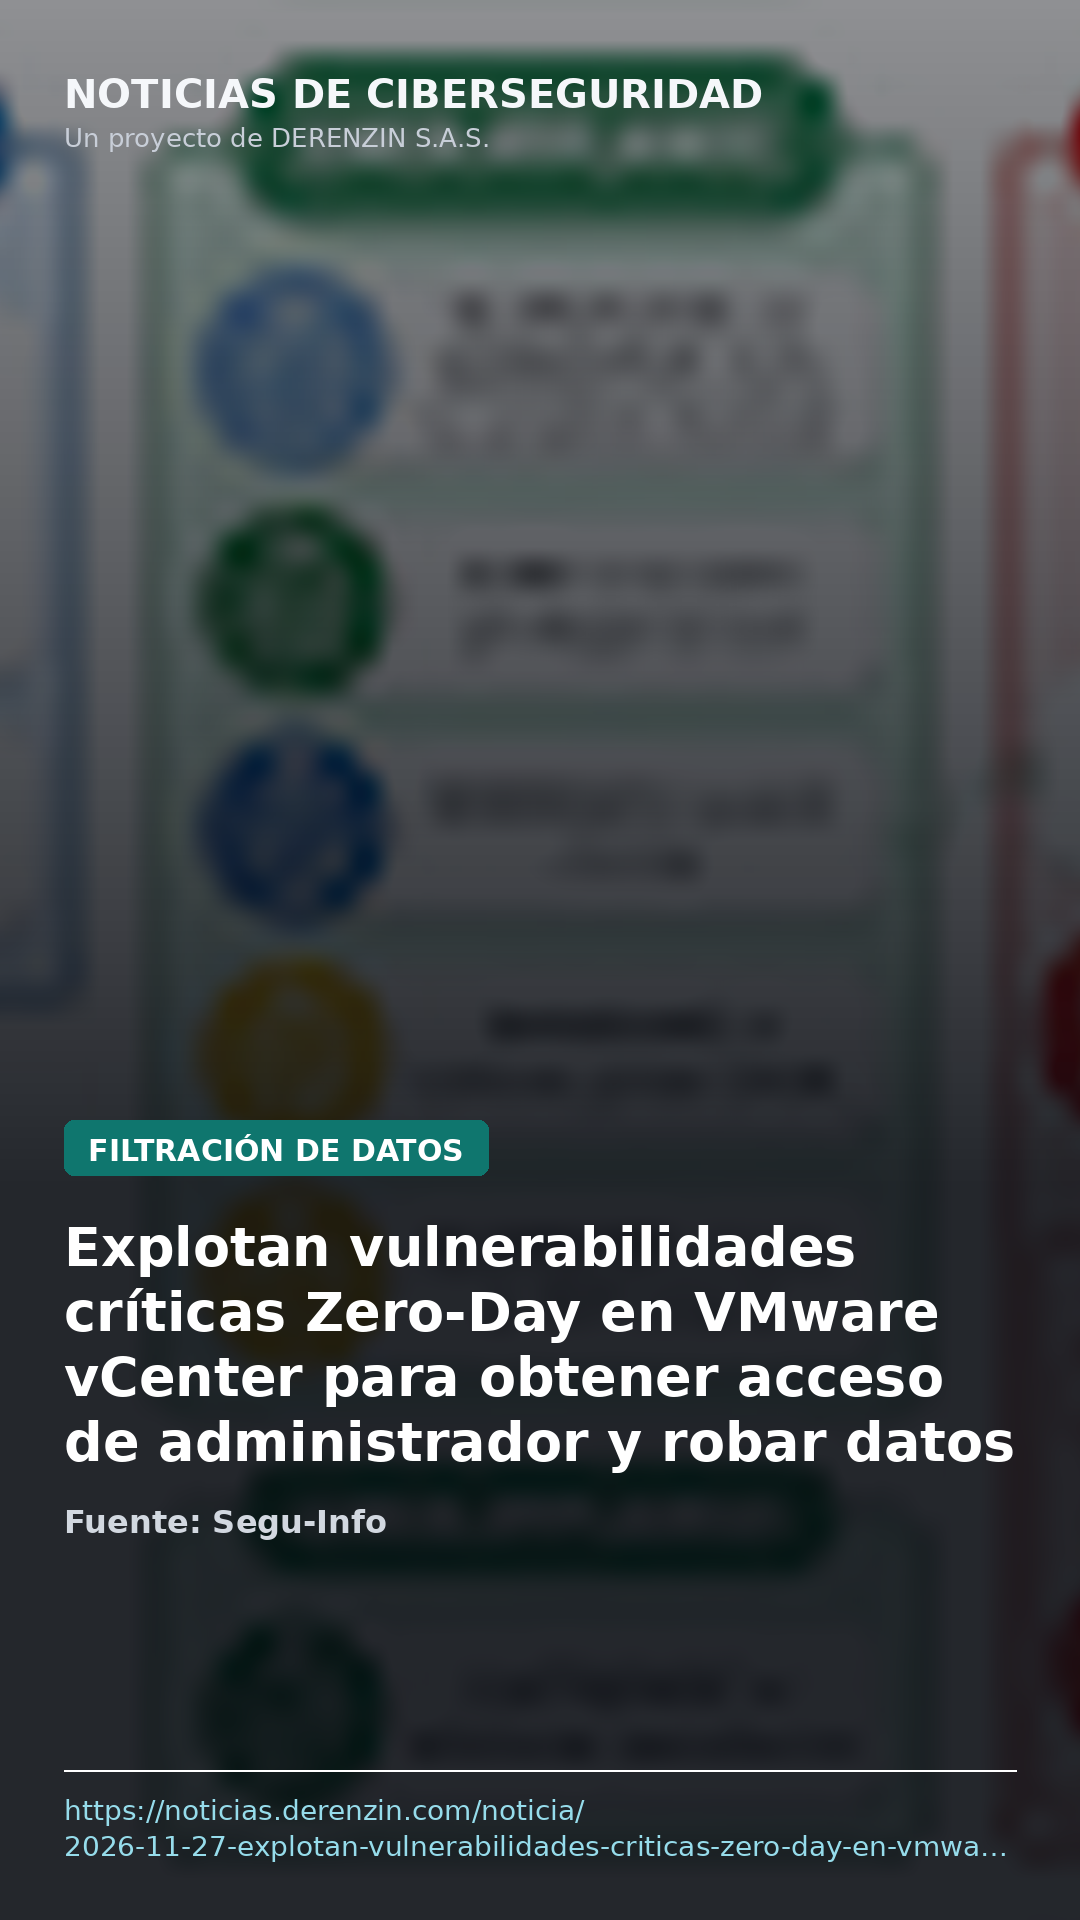 NOTICIAS DE CIBERSEGURIDAD
Un proyecto de DERENZIN S.A.S.
FILTRACIÓN DE DATOS
Explotan vulnerabilidades
críticas Zero-Day en VMware
vCenter para obtener acceso
de administrador y robar datos
Fuente: Segu-Info
https://noticias.derenzin.com/noticia/
2026-11-27-explotan-vulnerabilidades-criticas-zero-day-en-vmwa...